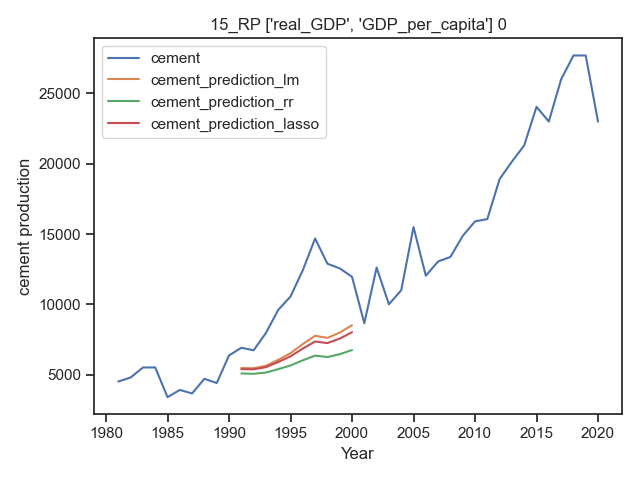 15_RP ['real_GDP', 'GDP_per_capita'] 0
cement
cement_prediction_lm
cement_prediction_rr
cement_prediction_lasso
cement production
25000
20000
15000
10000
5000
1980 1985 1990 1995 2000 2005 2010 2015 2020
Year